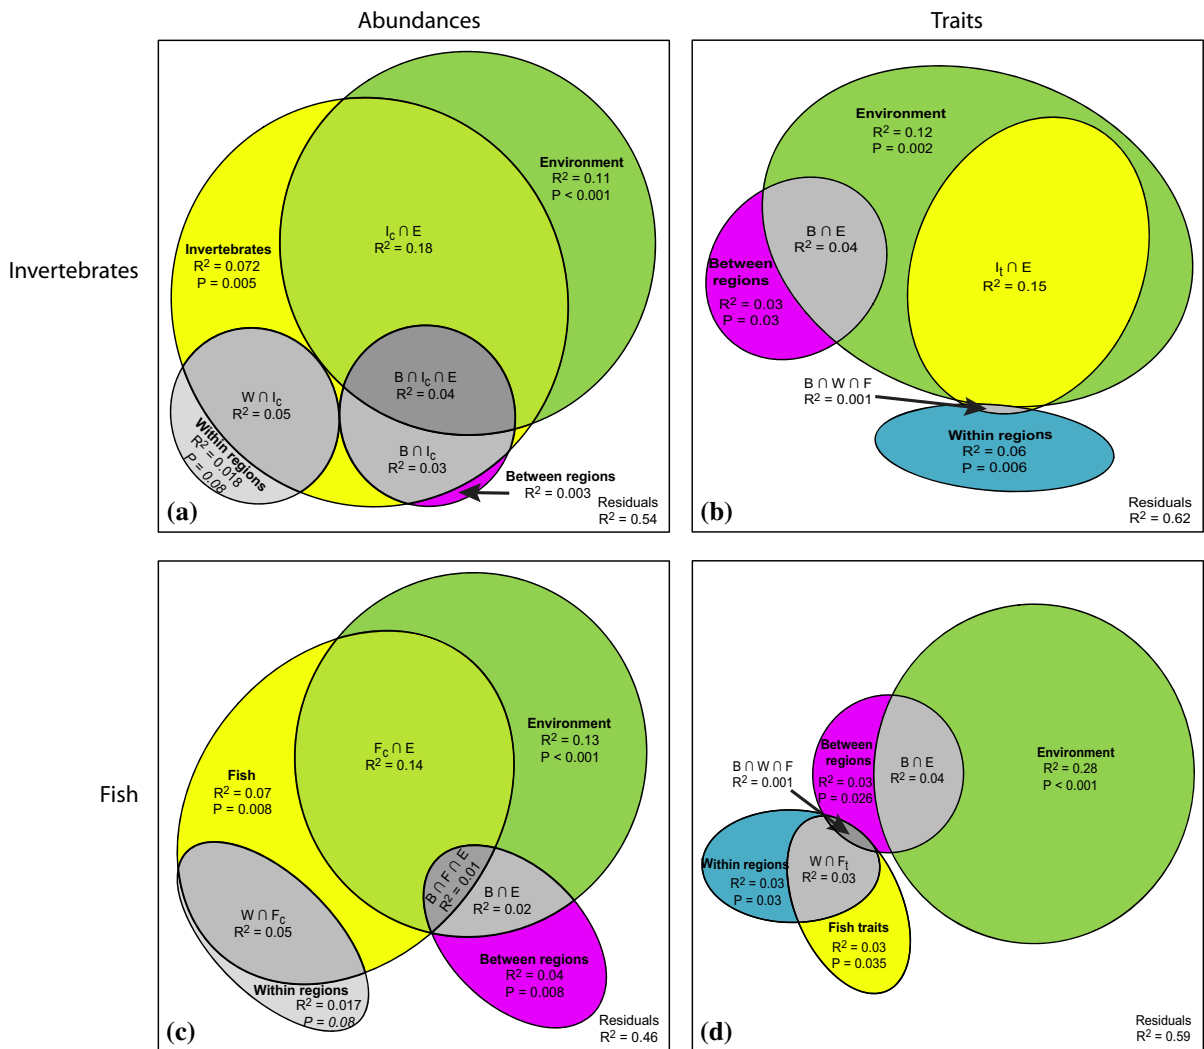 Abundances
Traits
Invertebrates
Fish
Environment
R² = 0.11
P < 0.001
I_c ∩ E
R² = 0.18
Invertebrates
R² = 0.072
P = 0.005
W ∩ I_c
R² = 0.05
B ∩ I_c ∩ E
R² = 0.04
B ∩ I_c
R² = 0.03
Within regions
R² = 0.018
P = 0.08
Between regions
R² = 0.003
(a)
Residuals
R² = 0.54
Environment
R² = 0.12
P = 0.002
B ∩ E
R² = 0.04
Between
regions
R² = 0.03
P = 0.03
I_t ∩ E
R² = 0.15
B ∩ W ∩ F
R² = 0.001
Within regions
R² = 0.06
P = 0.006
(b)
Residuals
R² = 0.62
Environment
R² = 0.13
P < 0.001
F_c ∩ E
R² = 0.14
Fish
R² = 0.07
P = 0.008
B ∩ F ∩ E
R² = 0.01
B ∩ E
R² = 0.02
W ∩ F_c
R² = 0.05
Between regions
R² = 0.04
P = 0.008
Within regions
R² = 0.017
P = 0.08
(c)
Residuals
R² = 0.46
Between
regions
R² = 0.03
P = 0.026
B ∩ E
R² = 0.04
Environment
R² = 0.28
P < 0.001
B ∩ W ∩ F
R² = 0.001
Within regions
R² = 0.03
P = 0.03
W ∩ F_t
R² = 0.03
Fish traits
R² = 0.03
P = 0.035
(d)
Residuals
R² = 0.59